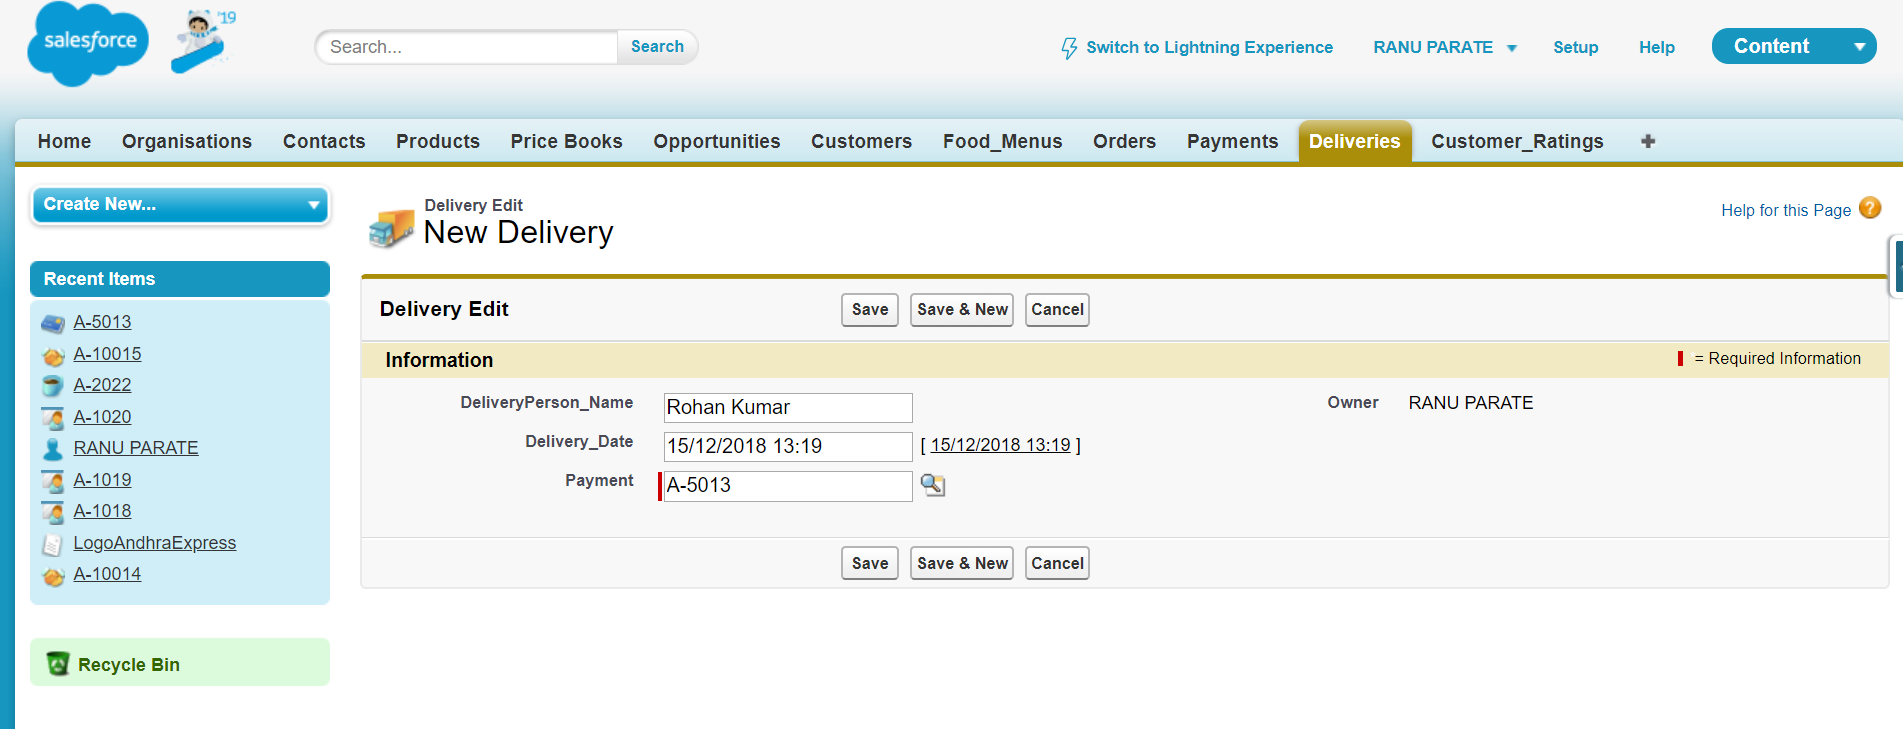 salesforce
'19
Search...
Search
Switch to Lightning Experience
RANU PARATE
Setup
Help
Content
Home Organisations Contacts Products Price Books Opportunities Customers Food_Menus Orders Payments Deliveries Customer_Ratings +
Create New...
Recent Items
A-5013
A-10015
A-2022
A-1020
RANU PARATE
A-1019
A-1018
LogoAndhraExpress
A-10014
Recycle Bin
Delivery Edit
New Delivery
Help for this Page ?
Delivery Edit
Save Save & New Cancel
Information
= Required Information
DeliveryPerson_Name Rohan Kumar
Owner RANU PARATE
Delivery_Date 15/12/2018 13:19 [ 15/12/2018 13:19 ]
Payment A-5013
Save Save & New Cancel